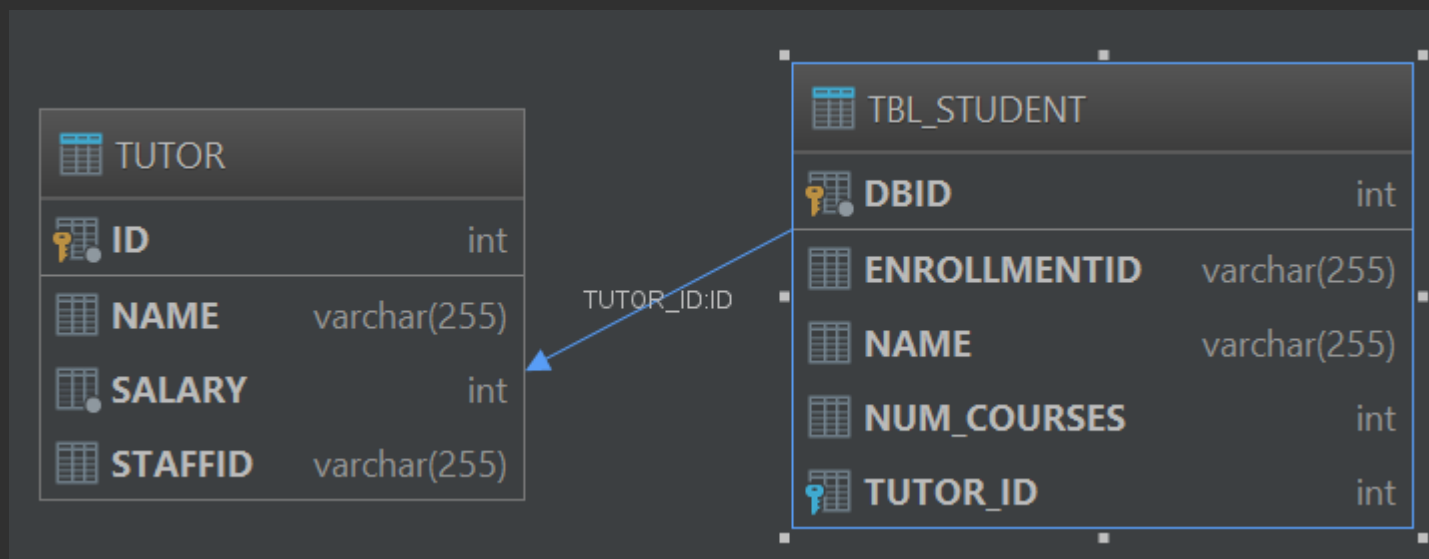 TUTOR
ID int
NAME varchar(255)
SALARY int
STAFFID varchar(255)
TUTOR_ID:ID
TBL_STUDENT
DBID int
ENROLLMENTID varchar(255)
NAME varchar(255)
NUM_COURSES int
TUTOR_ID int